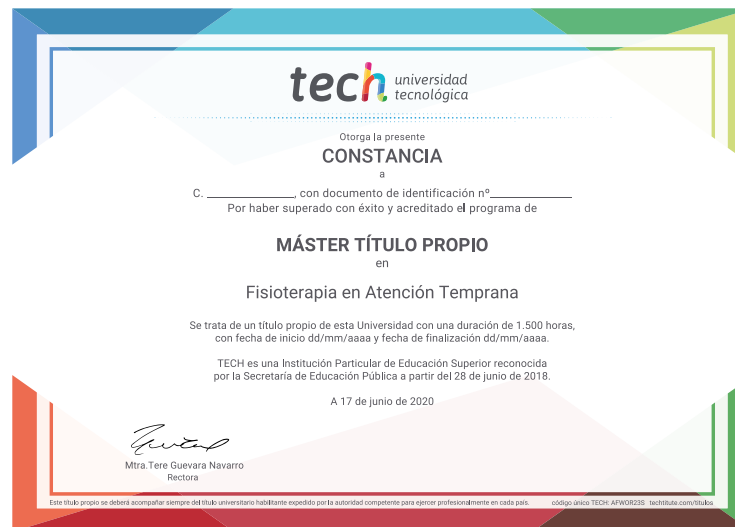 tech universidad
tecnológica
Otorga la presente
CONSTANCIA
a
C. _______________, con documento de identificación nº______________
Por haber superado con éxito y acreditado el programa de
MÁSTER TÍTULO PROPIO
en
Fisioterapia en Atención Temprana
Se trata de un título propio de esta Universidad con una duración de 1.500 horas,
con fecha de inicio dd/mm/aaaa y fecha de finalización dd/mm/aaaa.
TECH es una Institución Particular de Educación Superior reconocida
por la Secretaría de Educación Pública a partir del 28 de junio de 2018.
A 17 de junio de 2020
Mtra.Tere Guevara Navarro
Rectora
Este título propio se deberá acompañar siempre del título universitario habilitante expedido por la autoridad competente para ejercer profesionalmente en cada país. código único TECH: AFWOR23S techtitute.com/titulos